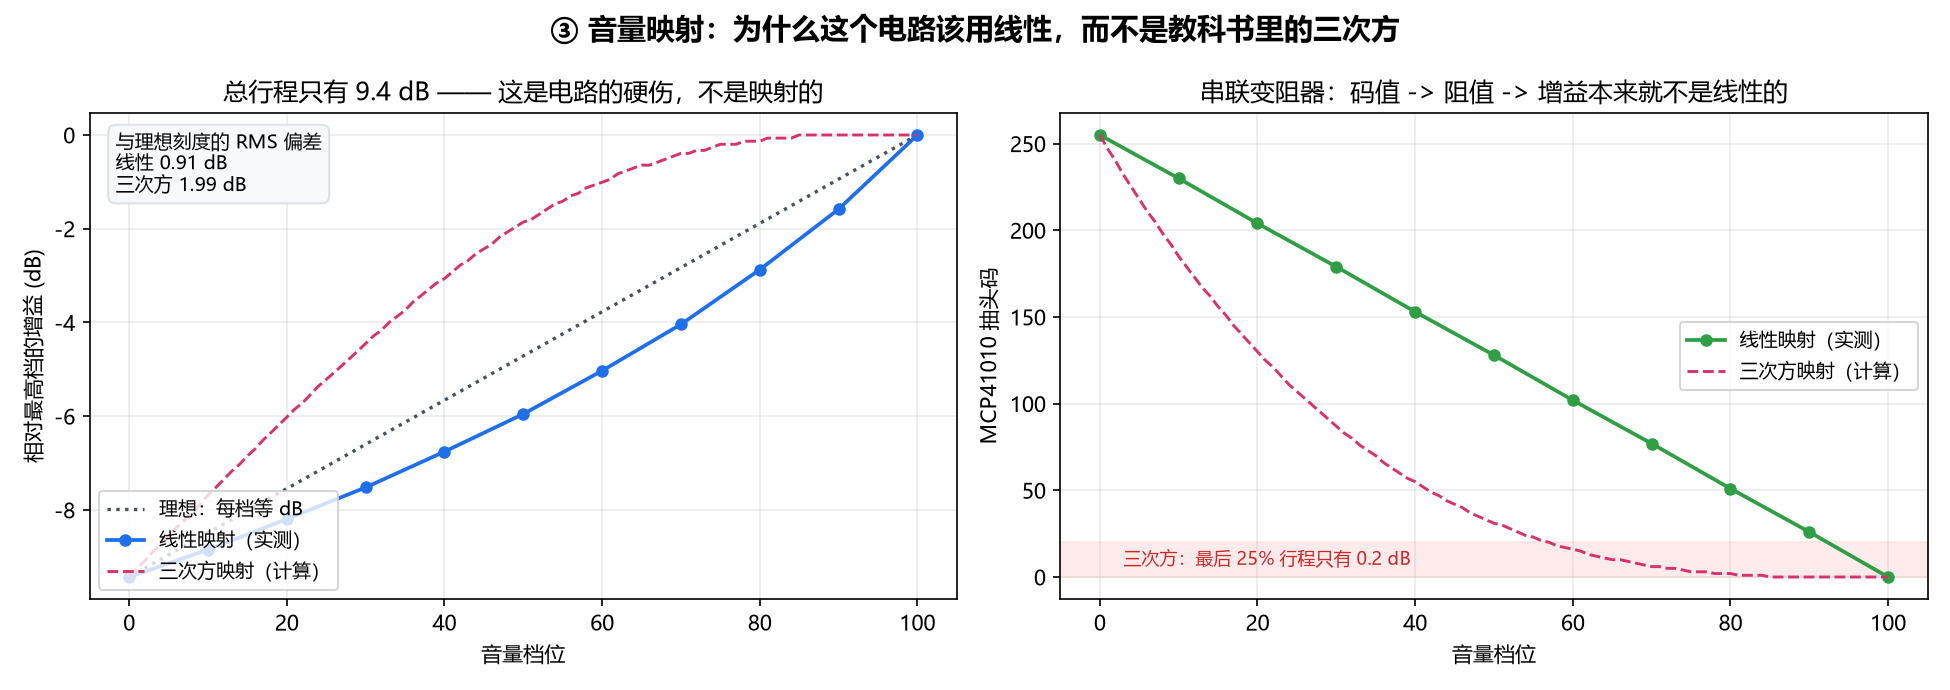 ③ 音量映射：为什么这个电路该用线性，而不是教科书里的三次方
总行程只有 9.4 dB —— 这是电路的硬伤，不是映射的
与理想刻度的 RMS 偏差
线性 0.91 dB
三次方 1.99 dB
相对最高档的增益 (dB)
0
-2
-4
-6
-8
理想：每档等 dB
线性映射（实测）
三次方映射（计算）
0 20 40 60 80 100
音量档位
串联变阻器：码值 -> 阻值 -> 增益本来就不是线性的
MCP41010 抽头码
250
200
150
100
50
0
线性映射（实测）
三次方映射（计算）
三次方：最后 25% 行程只有 0.2 dB
0 20 40 60 80 100
音量档位